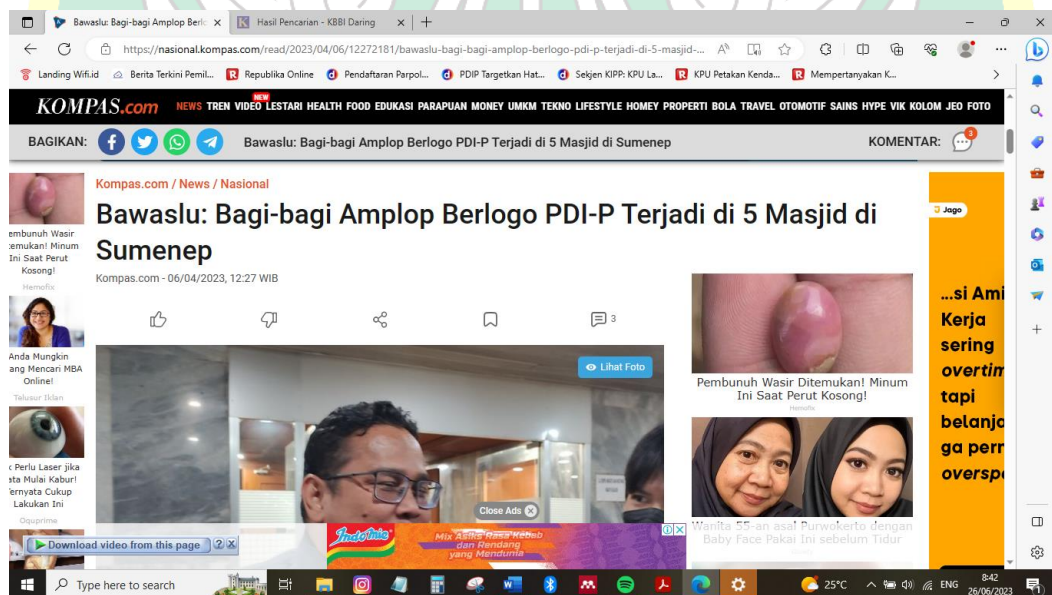 Bawaslu: Bagi-bagi Amplop Berlo
Hasil Pencarian - KBBI Daring
https://nasional.kompas.com/read/2023/04/06/12272181/bawaslu-bagi-bagi-amplop-berlogo-pdi-p-terjadi-di-5-masjid-...
Landing Wifi.id
Berita Terkini Pemil...
Republika Online
Pendaftaran Parpol...
PDIP Targetkan Hat...
Sekjen KIPP: KPU La...
KPU Petakan Kenda...
Mempertanyakan K...
KOMPAS.com
NEW
NEWS TREN VIDEO LESTARI HEALTH FOOD EDUKASI PARAPUAN MONEY UMKM TEKNO LIFESTYLE HOMEY PROPERTI BOLA TRAVEL OTOMOTIF SAINS HYPE VIK KOLOM JEO FOTO
BAGIKAN:
Bawaslu: Bagi-bagi Amplop Berlogo PDI-P Terjadi di 5 Masjid di Sumenep
KOMENTAR:
3
Kompas.com / News / Nasional
Bawaslu: Bagi-bagi Amplop Berlogo PDI-P Terjadi di 5 Masjid di
Sumenep
Kompas.com - 06/04/2023, 12:27 WIB
3
Lihat Foto
embunuh Wasir
temukan! Minum
Ini Saat Perut
Kosong!
Hemofix
Anda Mungkin
ang Mencari MBA
Online!
Telusur Iklan
Perlu Laser jika
ata Mulai Kabur!
ernyata Cukup
Lakukan Ini
Oquprime
Pembunuh Wasir Ditemukan! Minum
Ini Saat Perut Kosong!
Hemofix
Wanita 55-an asal Purwokerto dengan
Baby Face Pakai Ini sebelum Tidur
Jago
...si Ami
Kerja
sering
overtim
tapi
belanja
ga perr
overspe
Close Ads
Indomie
Mix Asiks Rasa Kebab
dan Rendang
yang Mendunia
Download video from this page
Type here to search
25°C
ENG
8:42
26/06/2023